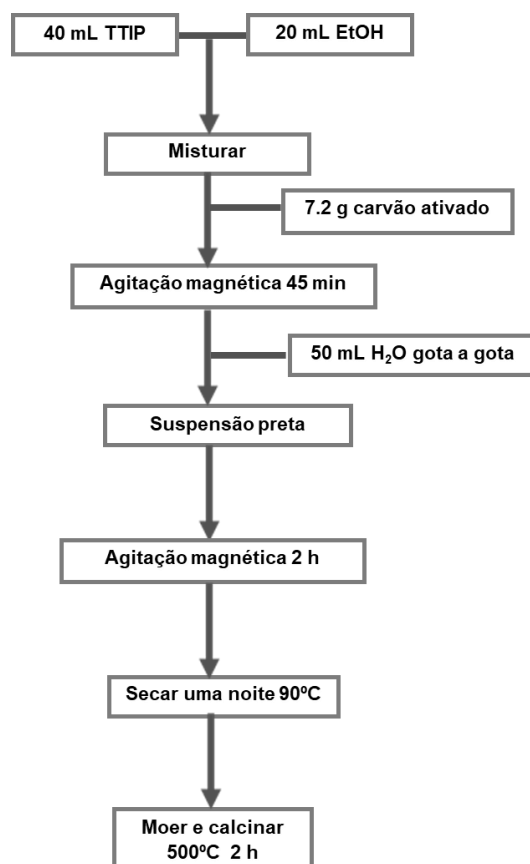 40 mL TTIP
20 mL EtOH
Misturar
7.2 g carvão ativado
Agitação magnética 45 min
50 mL H₂O gota a gota
Suspensão preta
Agitação magnética 2 h
Secar uma noite 90ºC
Moer e calcinar
500ºC 2 h